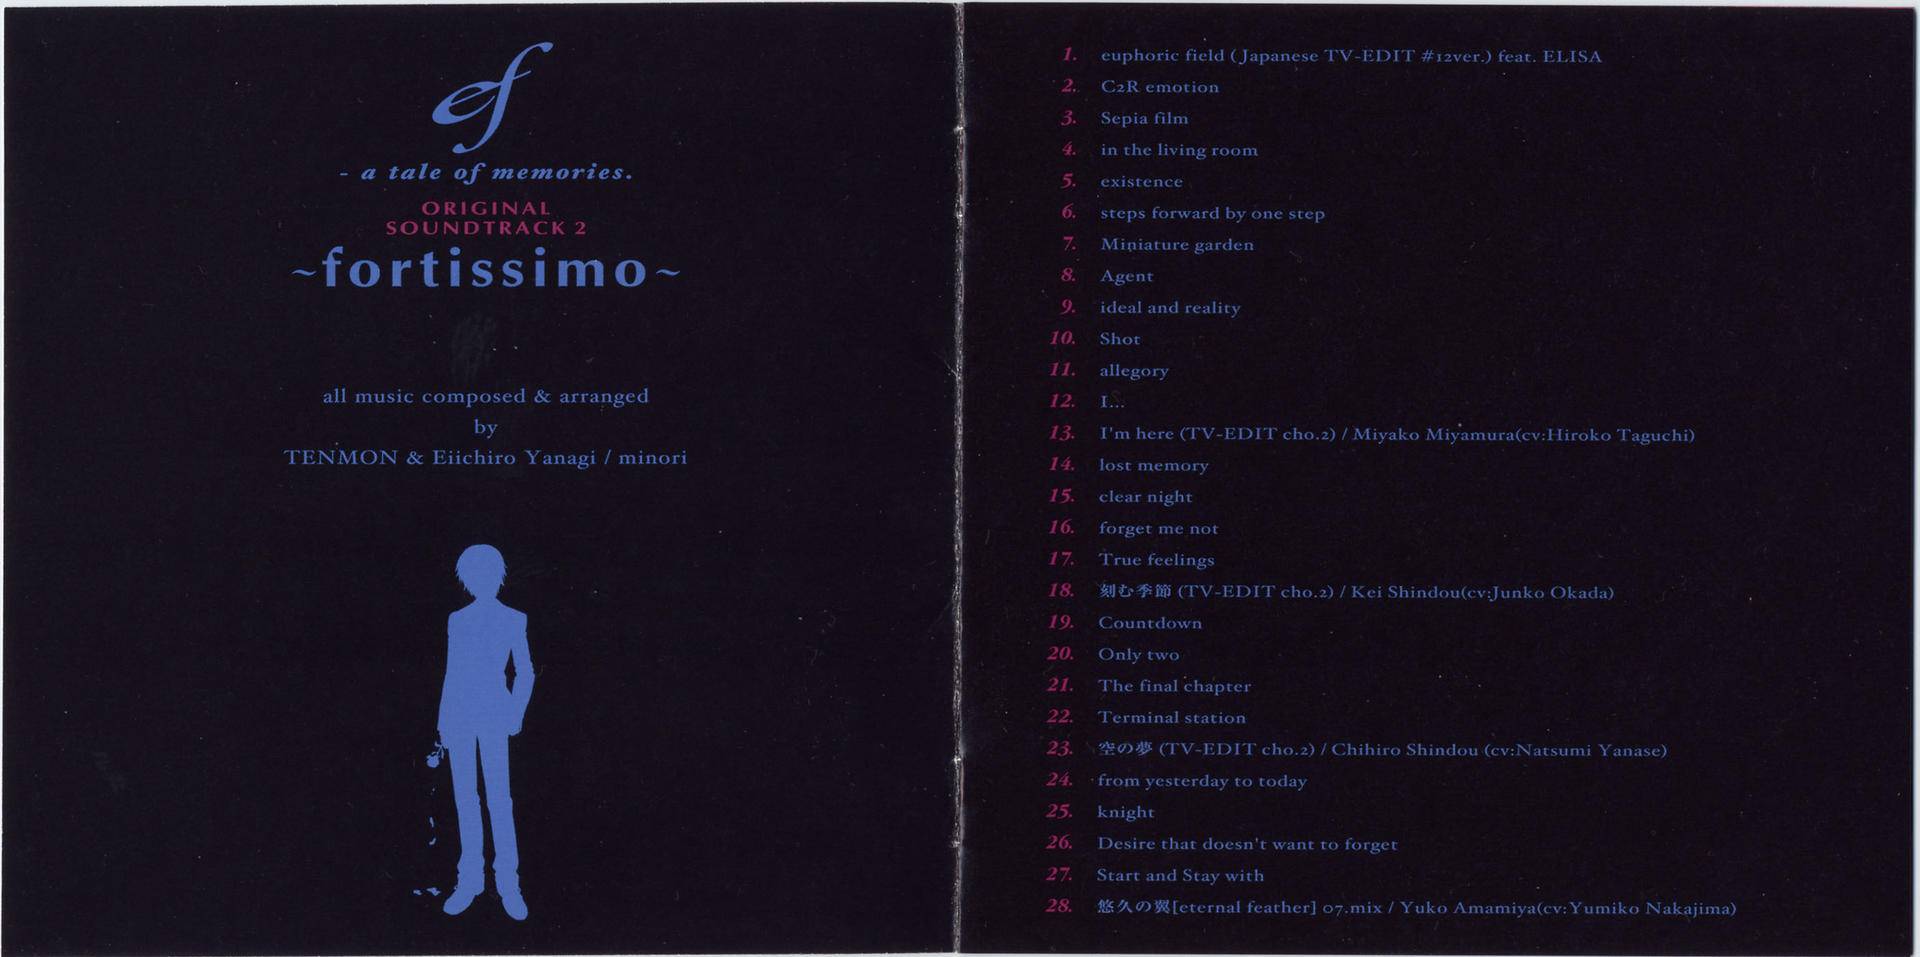 ef
- a tale of memories.
ORIGINAL
SOUNDTRACK 2
~fortissimo~
all music composed & arranged
by
TENMON & Eiichiro Yanagi / minori
1. euphoric field (Japanese TV-EDIT #12ver.) feat. ELISA
2. C2R emotion
3. Sepia film
4. in the living room
5. existence
6. steps forward by one step
7. Miniature garden
8. Agent
9. ideal and reality
10. Shot
11. allegory
12. I...
13. I'm here (TV-EDIT cho.2) / Miyako Miyamura(cv:Hiroko Taguchi)
14. lost memory
15. clear night
16. forget me not
17. True feelings
18. 刻む季節 (TV-EDIT cho.2) / Kei Shindou(cv:Junko Okada)
19. Countdown
20. Only two
21. The final chapter
22. Terminal station
23. 空の夢 (TV-EDIT cho.2) / Chihiro Shindou (cv:Natsumi Yanase)
24. from yesterday to today
25. knight
26. Desire that doesn't want to forget
27. Start and Stay with
28. 悠久の翼[eternal feather] 07.mix / Yuko Amamiya(cv:Yumiko Nakajima)